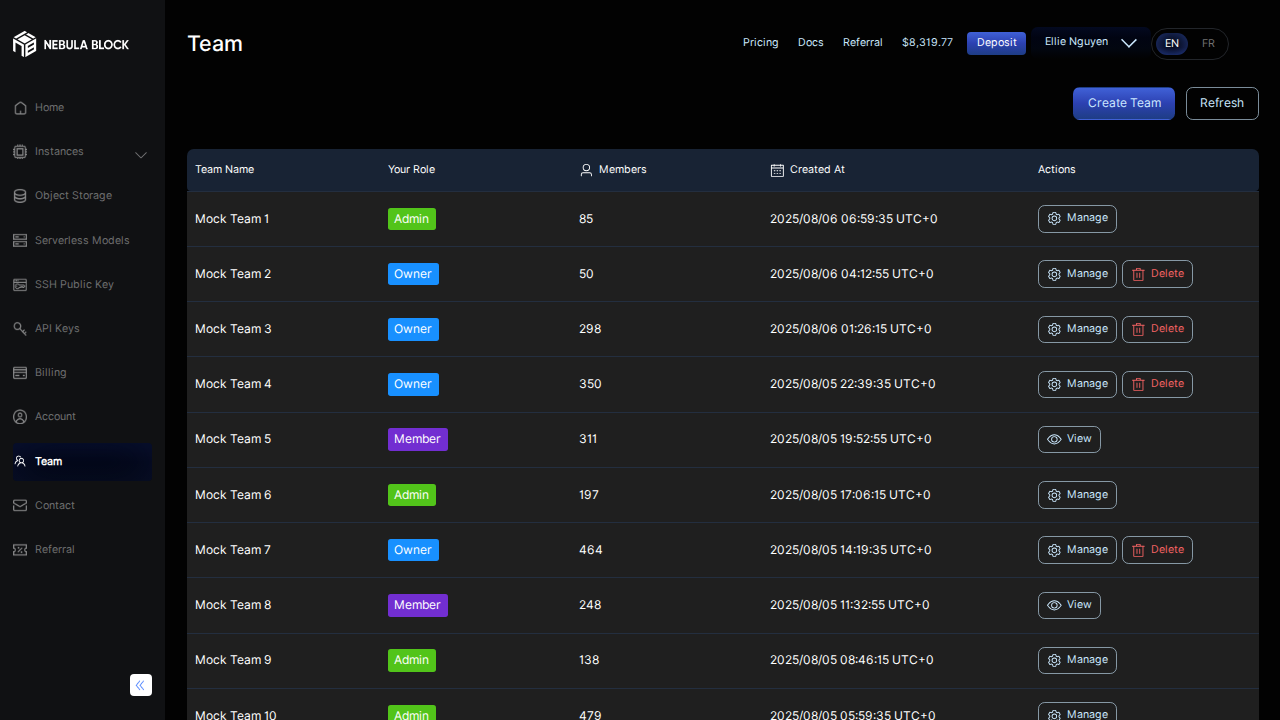 NEBULA BLOCK
Home
Instances
Object Storage
Serverless Models
SSH Public Key
API Keys
Billing
Account
Team
Contact
Referral
Team
Pricing Docs Referral $8,319.77 Deposit Ellie Nguyen EN FR
Create Team Refresh
Team Name Your Role Members Created At Actions
Mock Team 1 Admin 85 2025/08/06 06:59:35 UTC+0 Manage
Mock Team 2 Owner 50 2025/08/06 04:12:55 UTC+0 Manage Delete
Mock Team 3 Owner 298 2025/08/06 01:26:15 UTC+0 Manage Delete
Mock Team 4 Owner 350 2025/08/05 22:39:35 UTC+0 Manage Delete
Mock Team 5 Member 311 2025/08/05 19:52:55 UTC+0 View
Mock Team 6 Admin 197 2025/08/05 17:06:15 UTC+0 Manage
Mock Team 7 Owner 464 2025/08/05 14:19:35 UTC+0 Manage Delete
Mock Team 8 Member 248 2025/08/05 11:32:55 UTC+0 View
Mock Team 9 Admin 138 2025/08/05 08:46:15 UTC+0 Manage
Mock Team 10 Admin 479 2025/08/05 05:59:35 UTC+0 Manage